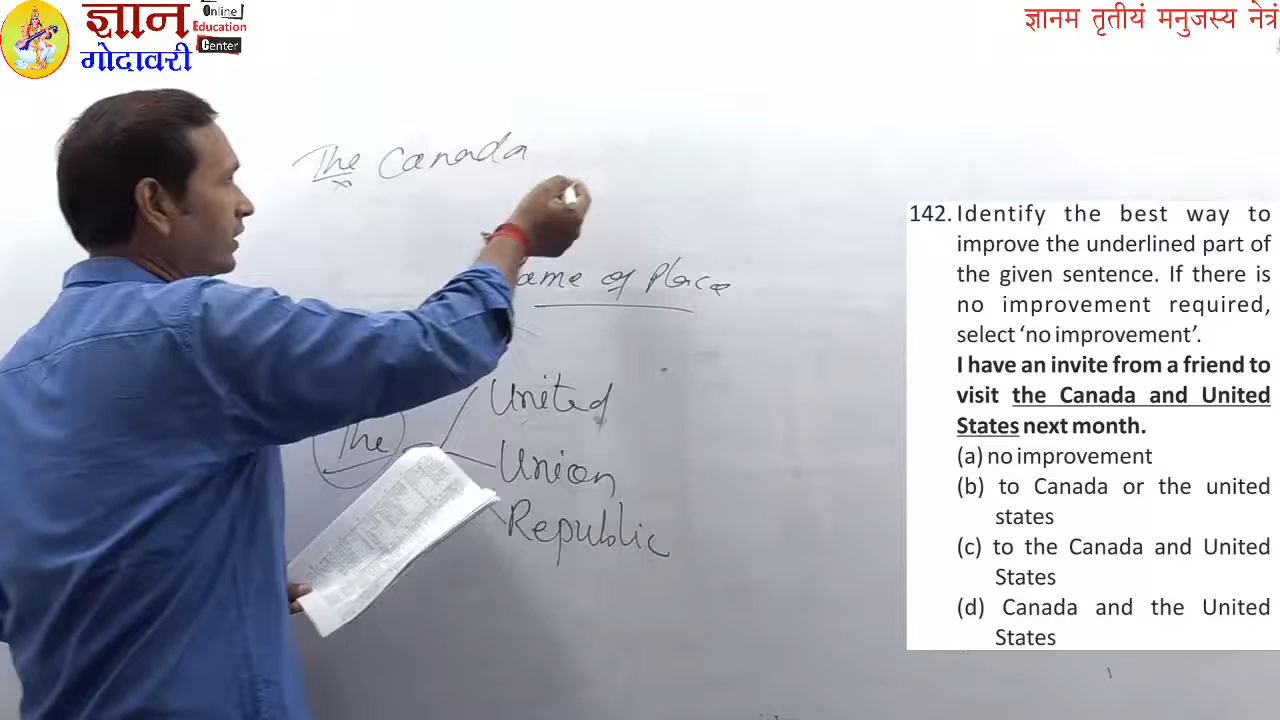 ज्ञान
गोदावरी
Online
Education
Center
ज्ञानम तृतीयं मनुजस्य नेत्रं
The Canada
ame of Place
United
The
Union
Republic
142. Identify the best way to
improve the underlined part of
the given sentence. If there is
no improvement required,
select ‘no improvement’.
I have an invite from a friend to
visit the Canada and United
States next month.
(a) no improvement
(b) to Canada or the united
states
(c) to the Canada and United
States
(d) Canada and the United
States